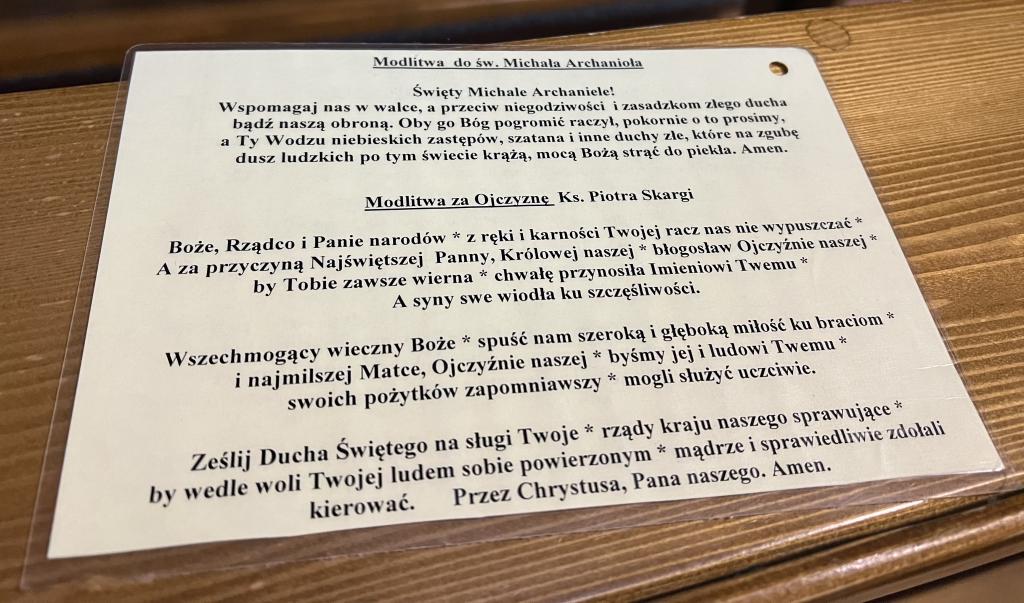 Modlitwa do św. Michała Archanioła
Święty Michale Archaniele!
Wspomagaj nas w walce, a przeciw niegodziwości i zasadzkom złego ducha
bądź naszą obroną. Oby go Bóg pogromić raczył, pokornie o to prosimy,
a Ty Wodzu niebieskich zastępów, szatana i inne duchy złe, które na zgubę
dusz ludzkich po tym świecie krążą, mocą Bożą strąć do piekła. Amen.
Modlitwa za Ojczyznę Ks. Piotra Skargi
Boże, Rządco i Panie narodów * z ręki i karności Twojej racz nas nie wypuszczać *
A za przyczyną Najświętszej Panny, Królowej naszej * błogosław Ojczyźnie naszej *
by Tobie zawsze wierna * chwałę przynosiła Imieniowi Twemu *
A syny swe wiodła ku szczęśliwości.
Wszechmogący wieczny Boże * spuść nam szeroką i głęboką miłość ku braciom *
i najmilszej Matce, Ojczyźnie naszej * byśmy jej i ludowi Twemu *
swoich pożytków zapomniawszy * mogli służyć uczciwie.
Ześlij Ducha Świętego na sługi Twoje * rządy kraju naszego sprawujące *
by wedle woli Twojej ludem sobie powierzonym * mądrze i sprawiedliwie zdołali
kierować. Przez Chrystusa, Pana naszego. Amen.